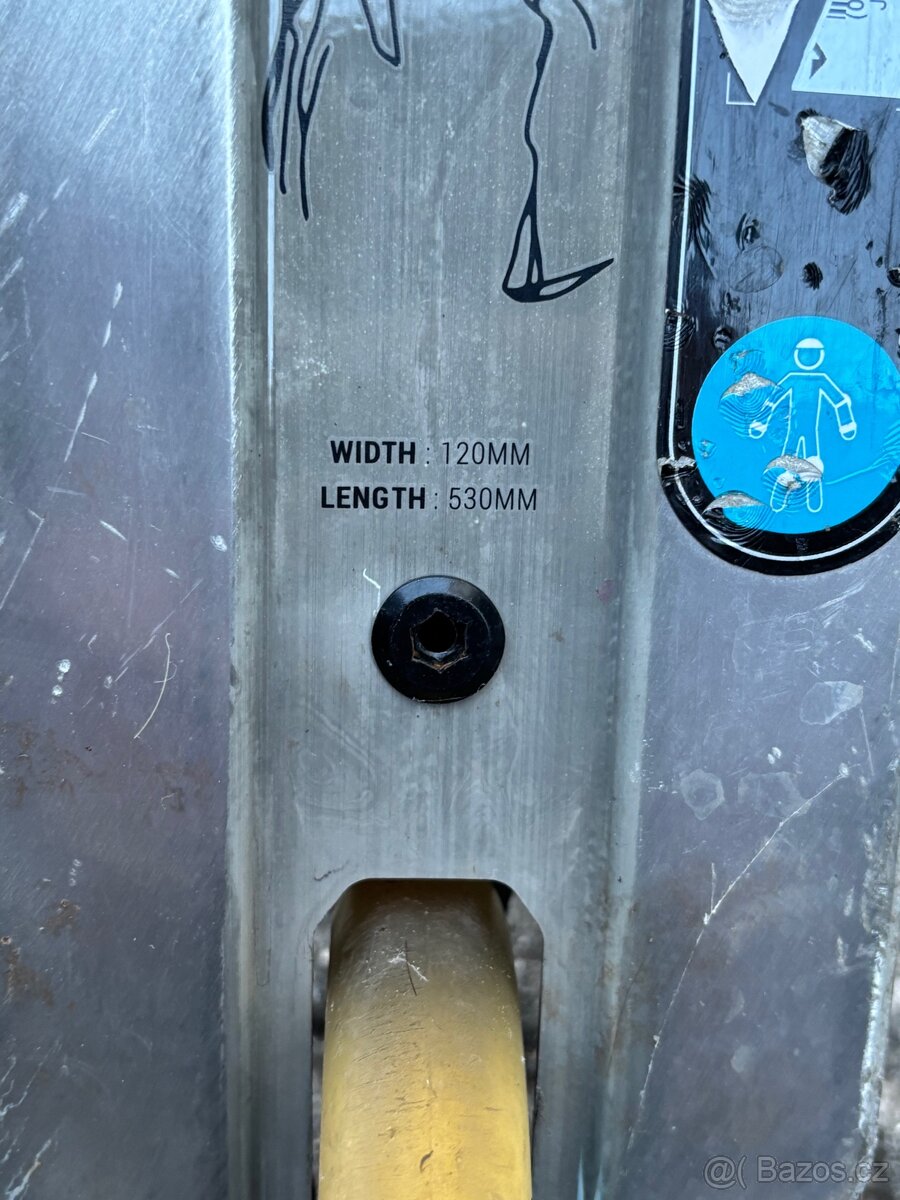 WIDTH : 120MM
LENGTH : 530MM
@( Bazos.cz